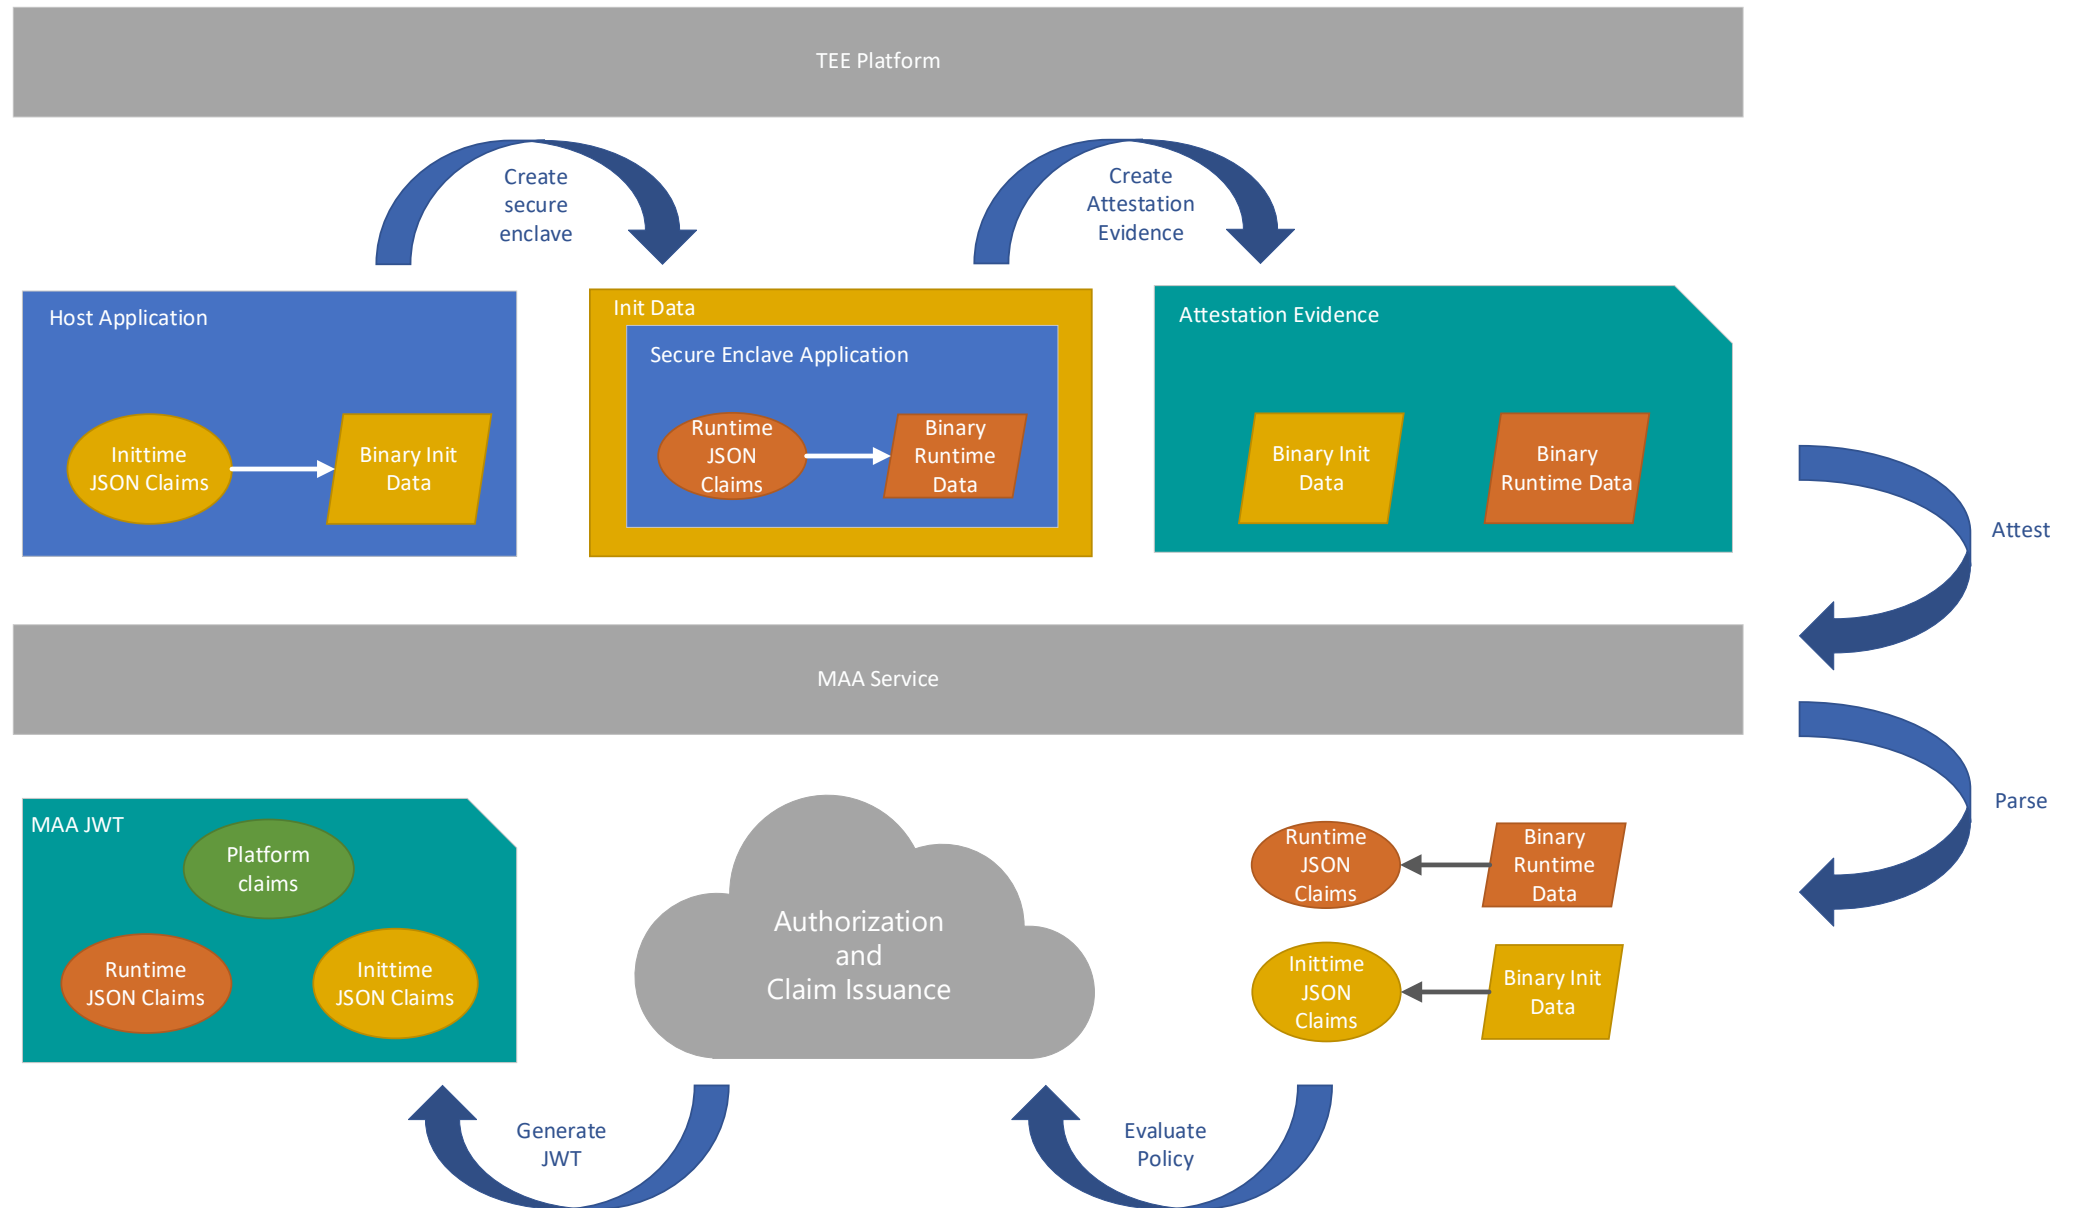 TEE Platform
Create
secure
enclave
Create
Attestation
Evidence
Host Application
Inittime
JSON Claims
Binary Init
Data
Init Data
Secure Enclave Application
Runtime
JSON
Claims
Binary
Runtime
Data
Attestation Evidence
Binary Init
Data
Binary
Runtime Data
Attest
MAA Service
Parse
MAA JWT
Platform
claims
Runtime
JSON Claims
Inittime
JSON Claims
Authorization
and
Claim Issuance
Runtime
JSON
Claims
Binary
Runtime
Data
Inittime
JSON
Claims
Binary Init
Data
Generate
JWT
Evaluate
Policy